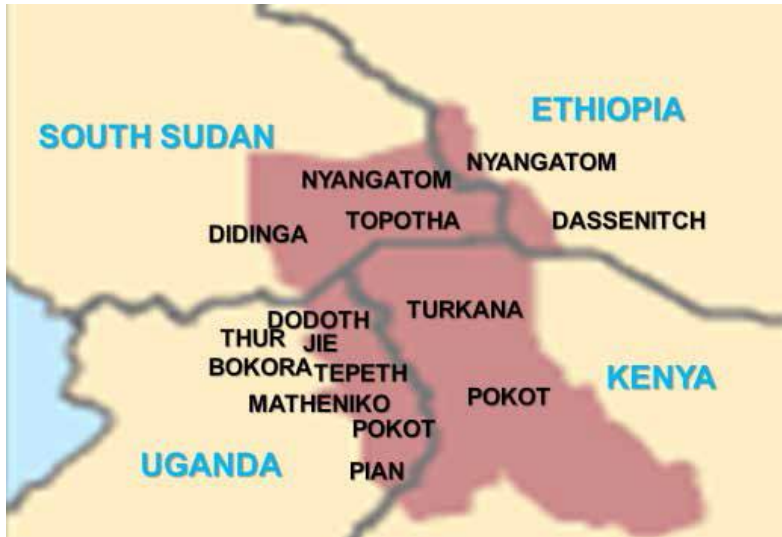 ETHIOPIA
SOUTH SUDAN
NYANGATOM
NYANGATOM
TOPOTHA
DASSENITCH
DIDINGA
TURKANA
DODOTH
THUR
JIE
BOKORA
TEPETH
KENYA
MATHENIKO
POKOT
POKOT
UGANDA
PIAN